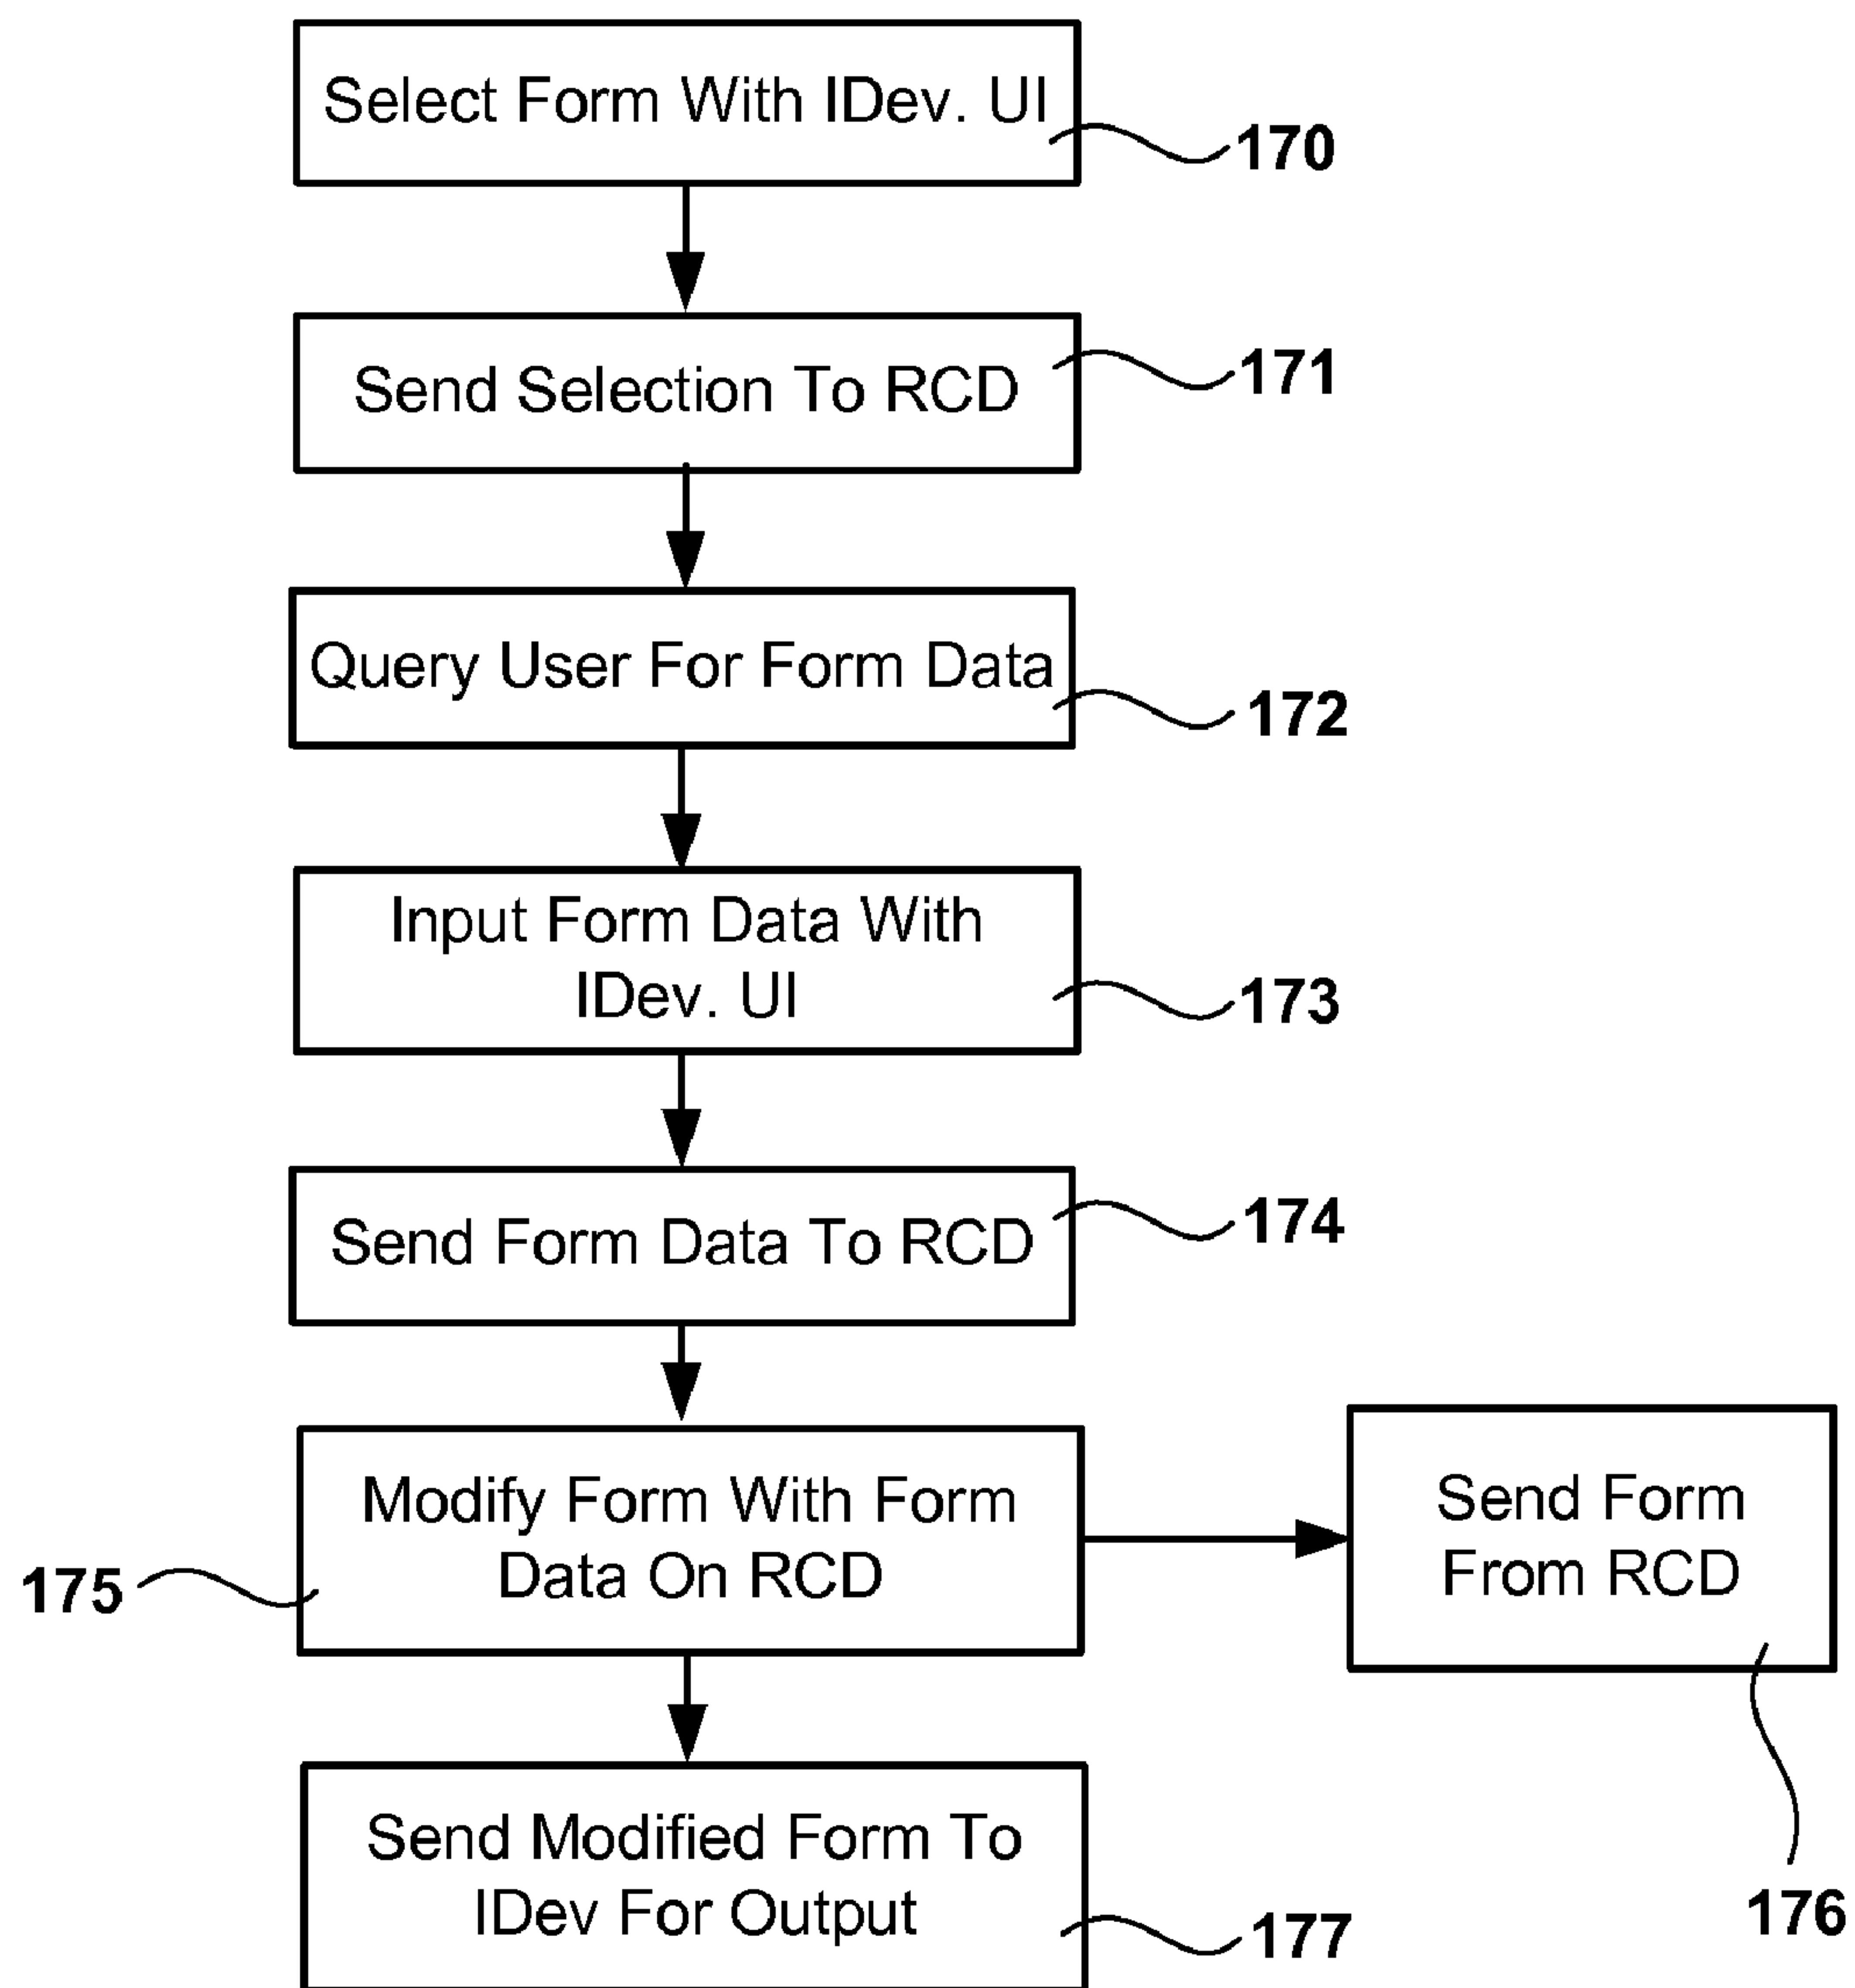 Select Form With IDev. UI
170
Send Selection To RCD
171
Query User For Form Data
172
Input Form Data With
IDev. UI
173
Send Form Data To RCD
174
Modify Form With Form
Data On RCD
175
Send Form
From RCD
176
Send Modified Form To
IDev For Output
177